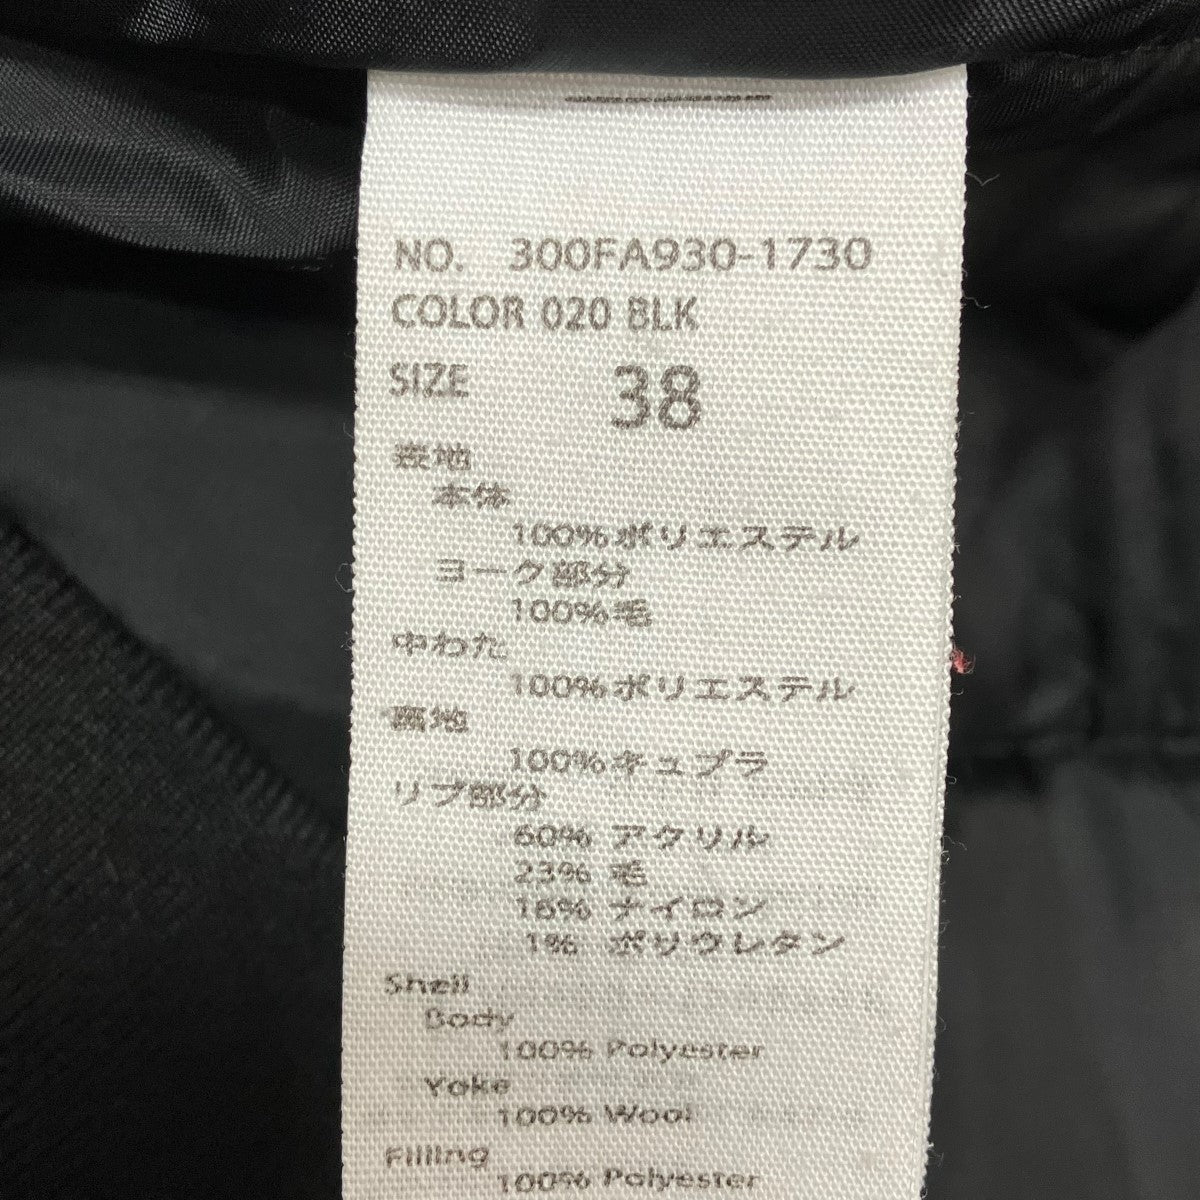 NO. 300FA930-1730
COLOR 020 BLK
SIZE 38
表地
本体
100%ポリエステル
ヨーク部分
100%毛
中わた
100%ポリエステル
裏地
100%キュプラ
リブ部分
60% アクリル
23% 毛
16% ナイロン
1% ポリウレタン
Shell
Body
100% Polyester
Yoke
100% Wool
Filling
100% Polyester